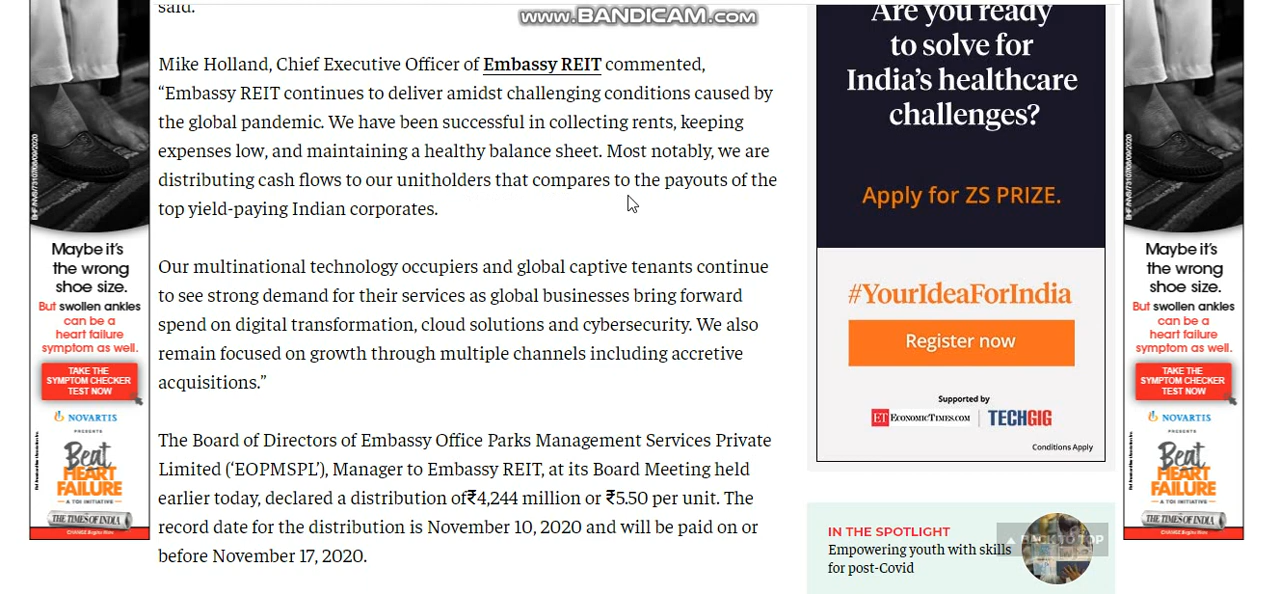 said.
www.BANDICAM.com
Mike Holland, Chief Executive Officer of Embassy REIT commented,
“Embassy REIT continues to deliver amidst challenging conditions caused by
the global pandemic. We have been successful in collecting rents, keeping
expenses low, and maintaining a healthy balance sheet. Most notably, we are
distributing cash flows to our unitholders that compares to the payouts of the
top yield-paying Indian corporates.
Our multinational technology occupiers and global captive tenants continue
to see strong demand for their services as global businesses bring forward
spend on digital transformation, cloud solutions and cybersecurity. We also
remain focused on growth through multiple channels including accretive
acquisitions.”
The Board of Directors of Embassy Office Parks Management Services Private
Limited (‘EOPMSPL’), Manager to Embassy REIT, at its Board Meeting held
earlier today, declared a distribution of₹4,244 million or ₹5.50 per unit. The
record date for the distribution is November 10, 2020 and will be paid on or
before November 17, 2020.
Maybe it's
the wrong
shoe size.
But swollen ankles
can be a
heart failure
symptom as well.
TAKE THE
SYMPTOM CHECKER
TEST NOW
NOVARTIS
PRESENTS
Beat
HEART
FAILURE
A TOI INITIATIVE
THE TIMES OF INDIA
Are you ready
to solve for
India's healthcare
challenges?
Apply for ZS PRIZE.
#YourIdeaForIndia
Register now
Supported by
ET ECONOMICTIMES.COM | TECHGIG
Conditions Apply
IN THE SPOTLIGHT
Empowering youth with skills
for post-Covid
BACK TO TOP
Maybe it's
the wrong
shoe size.
But swollen ankles
can be a
heart failure
symptom as well.
TAKE THE
SYMPTOM CHECKER
TEST NOW
NOVARTIS
PRESENTS
Beat
HEART
FAILURE
A TOI INITIATIVE
THE TIMES OF INDIA